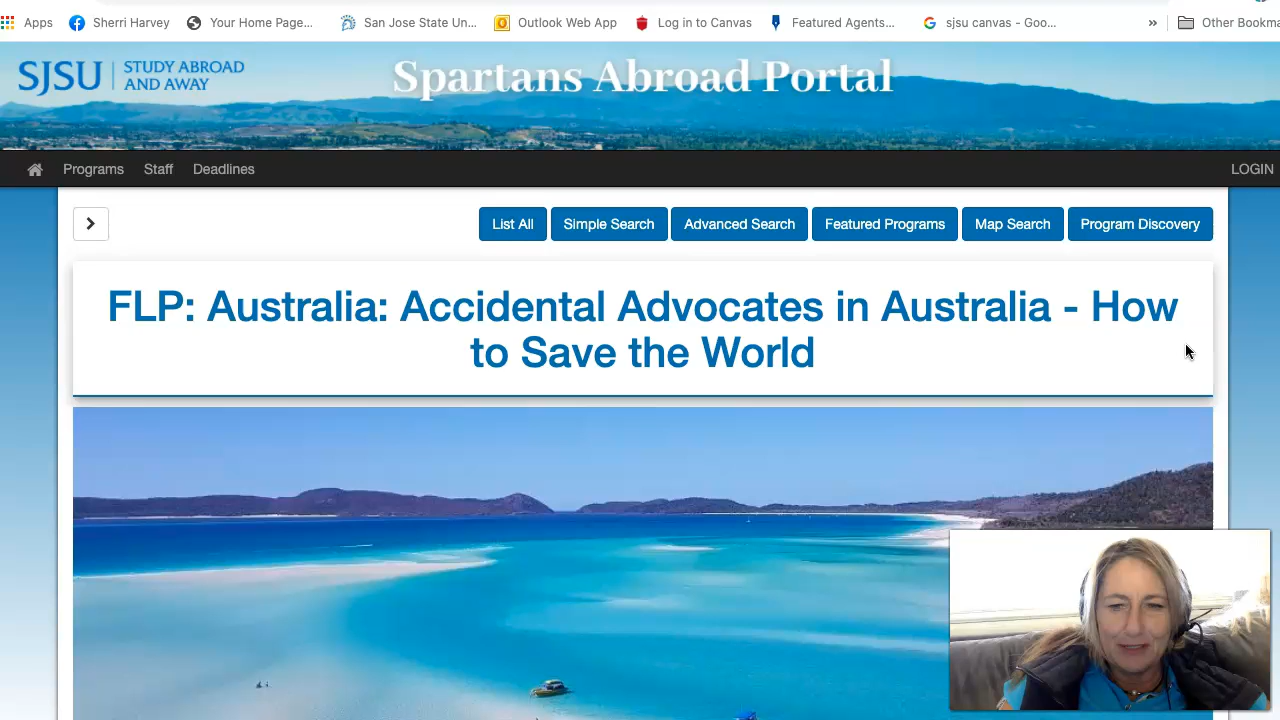 Apps Sherri Harvey Your Home Page... San Jose State Un... Outlook Web App Log in to Canvas Featured Agents... sjsu canvas - Goo... » Other Bookma
SJSU STUDY ABROAD
AND AWAY
Spartans Abroad Portal
Programs Staff Deadlines LOGIN
List All Simple Search Advanced Search Featured Programs Map Search Program Discovery
FLP: Australia: Accidental Advocates in Australia - How
to Save the World